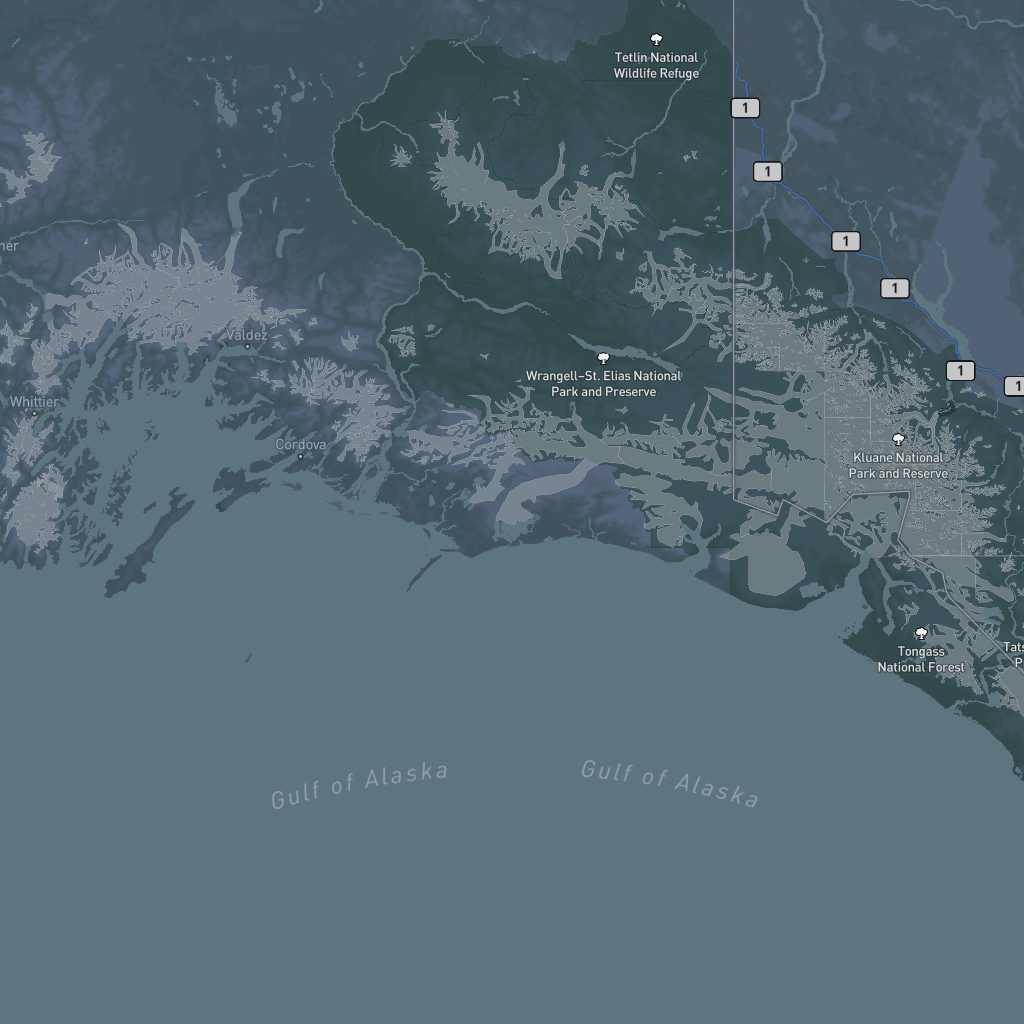 Tetlin National
Wildlife Refuge
1
1
1
ner
1
Valdez
1
1
Wrangell–St. Elias National
Park and Preserve
Whittier
Cordova
Kluane National
Park and Reserve
Tongass
National Forest
Tats
P
Gulf of Alaska
Gulf of Alaska